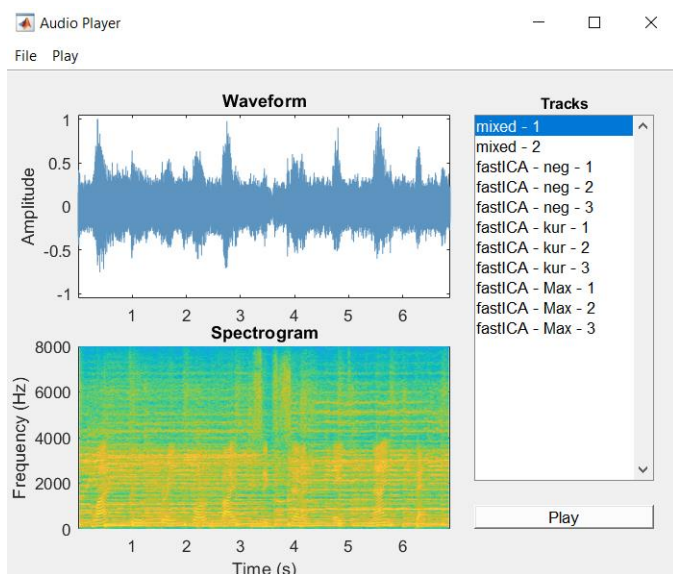 Audio Player
File Play
Waveform
Amplitude
1
0.5
0
-0.5
-1
1 2 3 4 5 6
Spectrogram
Frequency (Hz)
8000
6000
4000
2000
0
1 2 3 4 5 6
Time (s)
Tracks
mixed - 1
mixed - 2
fastICA - neg - 1
fastICA - neg - 2
fastICA - neg - 3
fastICA - kur - 1
fastICA - kur - 2
fastICA - kur - 3
fastICA - Max - 1
fastICA - Max - 2
fastICA - Max - 3
Play